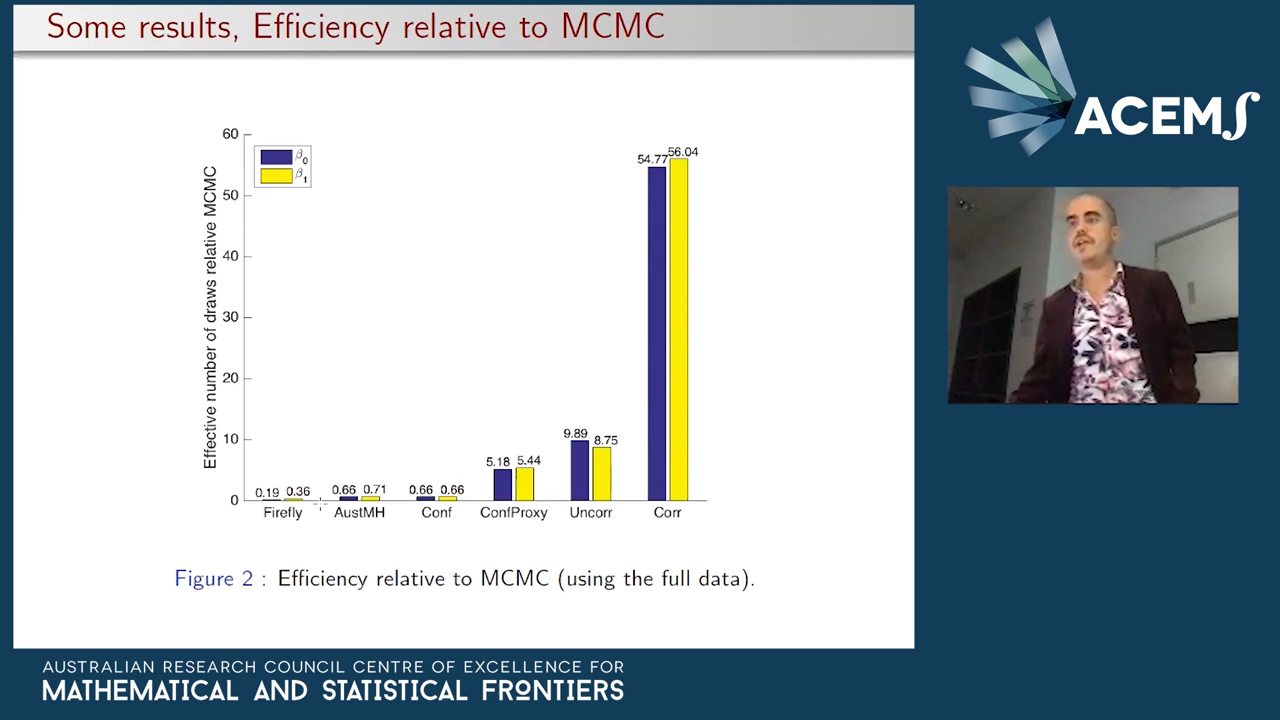 Some results, Efficiency relative to MCMC
ACEMS
60
50
40
30
20
10
0
Effective number of draws relative MCMC
β0
β1
0.19 0.36
0.66 0.71
0.66 0.66
5.18 5.44
9.89 8.75
54.77 56.04
Firefly AustMH Conf ConfProxy Uncorr Corr
Figure 2 : Efficiency relative to MCMC (using the full data).
AUSTRALIAN RESEARCH COUNCIL CENTRE OF EXCELLENCE FOR
MATHEMATICAL AND STATISTICAL FRONTIERS